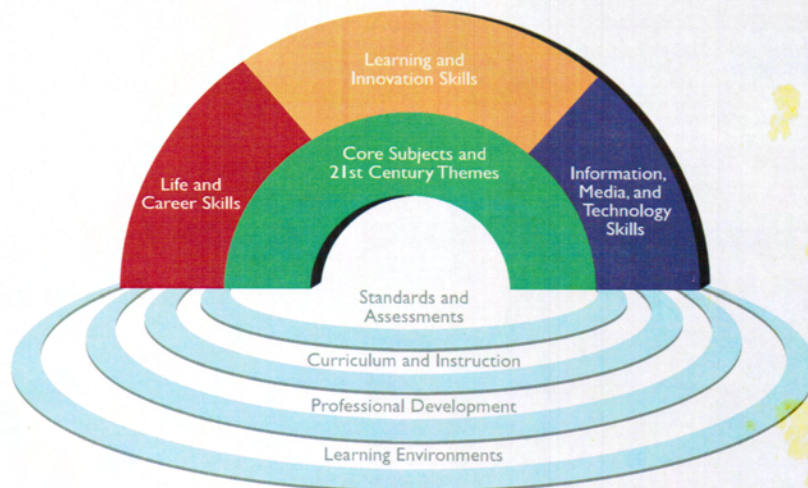 Learning and
Innovation Skills
Core Subjects and
21st Century Themes
Life and
Career Skills
Information,
Media, and
Technology
Skills
Standards and
Assessments
Curriculum and Instruction
Professional Development
Learning Environments